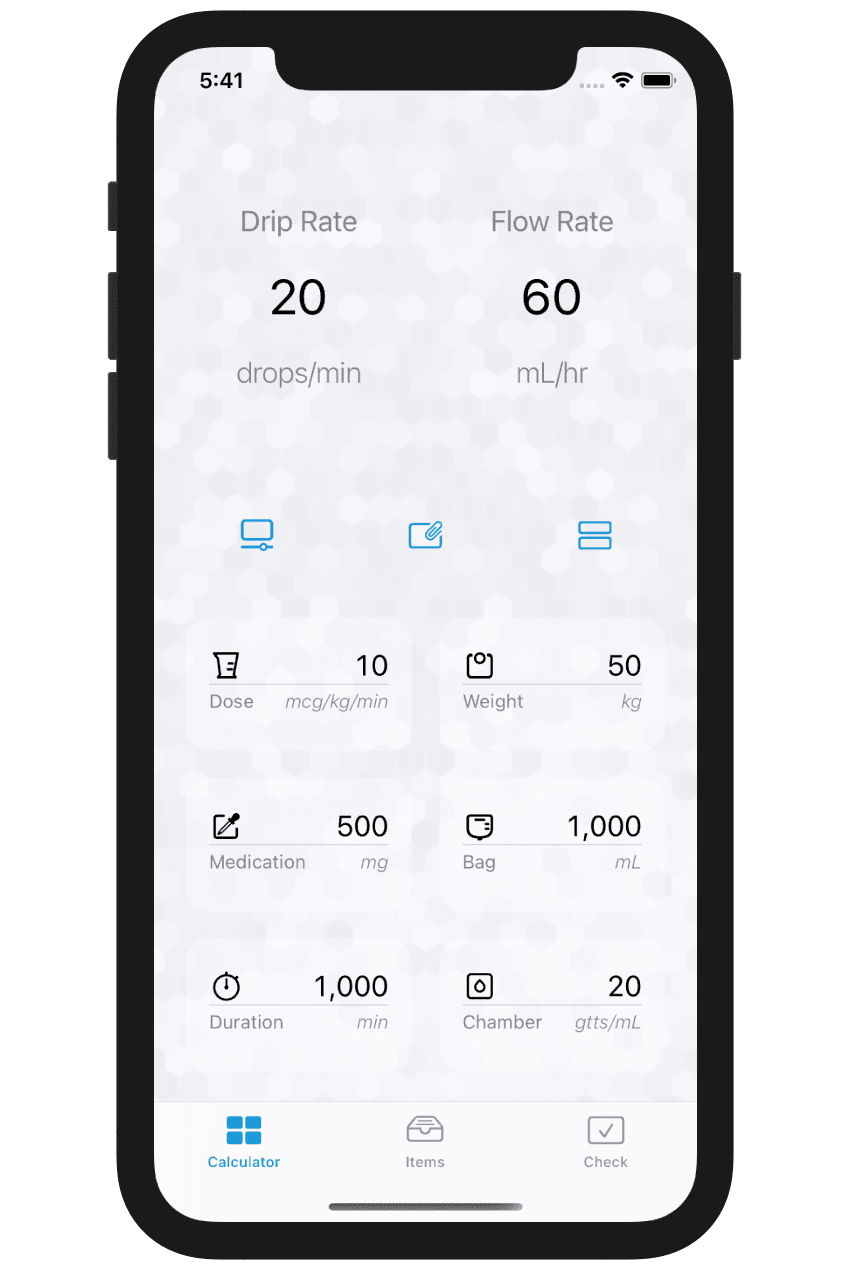 5:41
Drip Rate Flow Rate
20 60
drops/min mL/hr
10 50
Dose mcg/kg/min Weight kg
500 1,000
Medication mg Bag mL
1,000 20
Duration min Chamber gtts/mL
Calculator Items Check